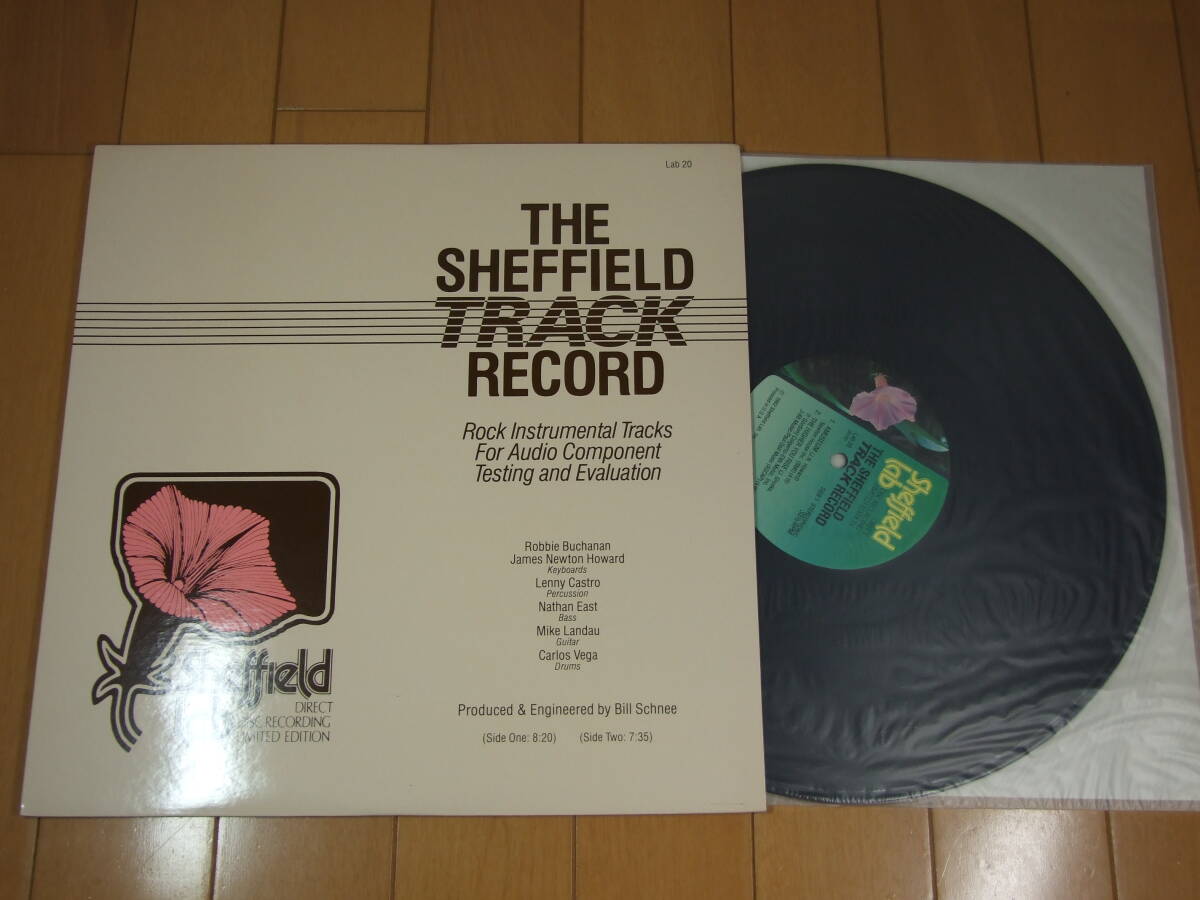 Lab 20
THE
SHEFFIELD
TRACK
RECORD
Rock Instrumental Tracks
For Audio Component
Testing and Evaluation
Robbie Buchanan
James Newton Howard
Keyboards
Lenny Castro
Percussion
Nathan East
Bass
Mike Landau
Guitar
Carlos Vega
Drums
Produced & Engineered by Bill Schnee
(Side One: 8:20) (Side Two: 7:35)
Sheffield
DIRECT
DISC RECORDING
LIMITED EDITION
Sheffield
Lab
THE SHEFFIELD
TRACK RECORD